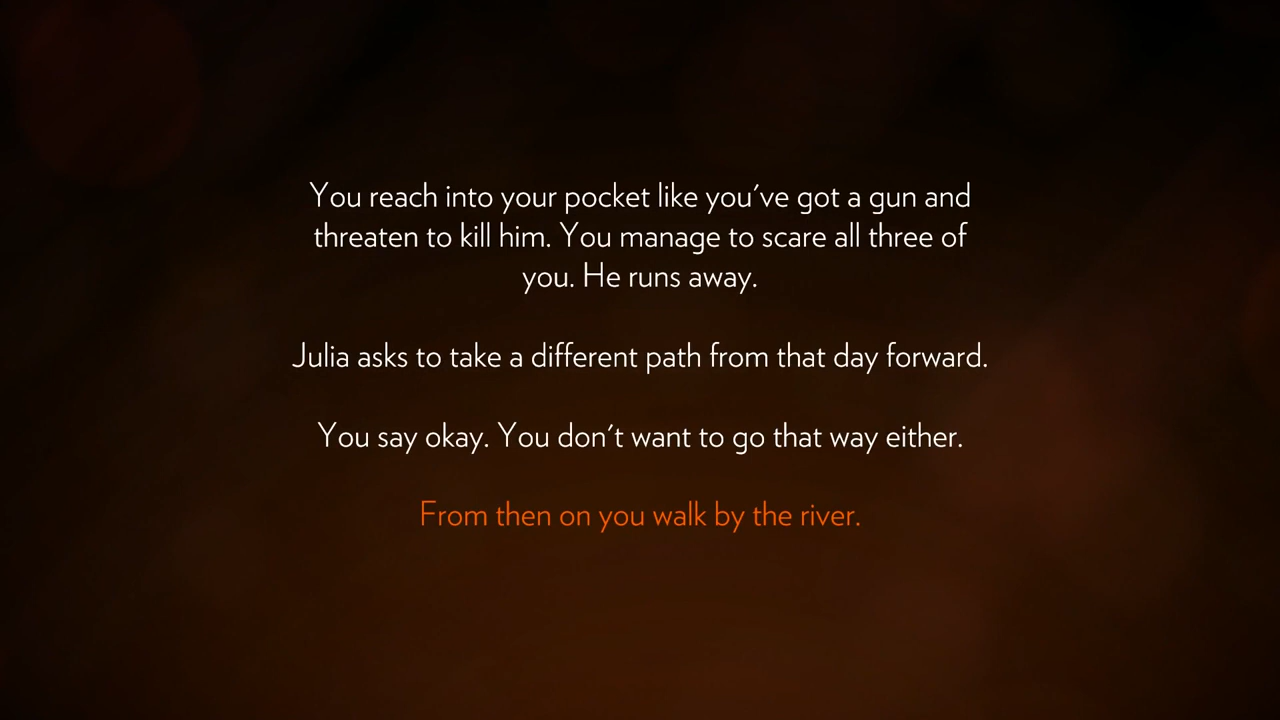 You reach into your pocket like you've got a gun and
threaten to kill him. You manage to scare all three of
you. He runs away.
Julia asks to take a different path from that day forward.
You say okay. You don't want to go that way either.
From then on you walk by the river.